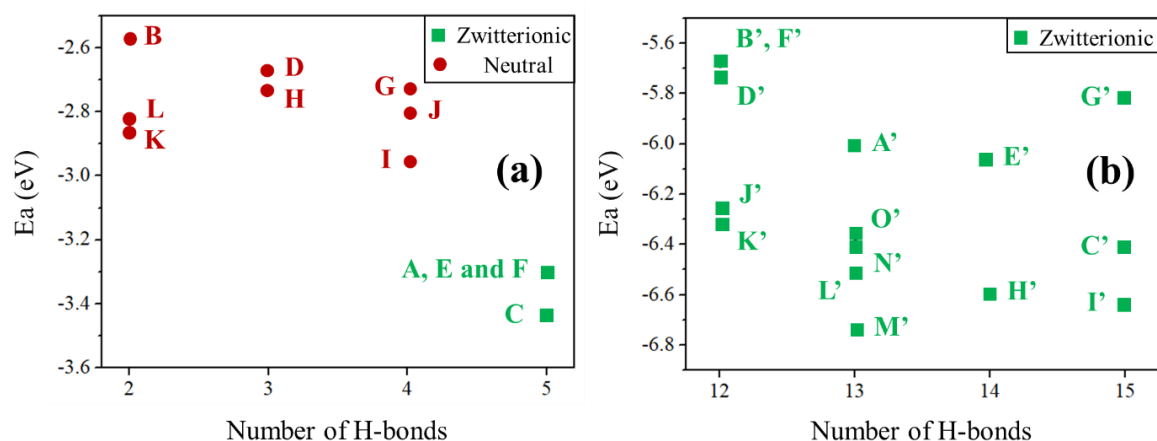 -2.6
-2.8
-3.0
-3.2
-3.4
-3.6
Ea (eV)
B
L
K
D
H
G
J
I
A, E and F
C
Zwitterionic
Neutral
(a)
2
3
4
5
Number of H-bonds
-5.6
-5.8
-6.0
-6.2
-6.4
-6.6
-6.8
Ea (eV)
B’, F’
D’
J’
K’
A’
O’
N’
L’
M’
E’
H’
G’
C’
I’
Zwitterionic
(b)
12
13
14
15
Number of H-bonds